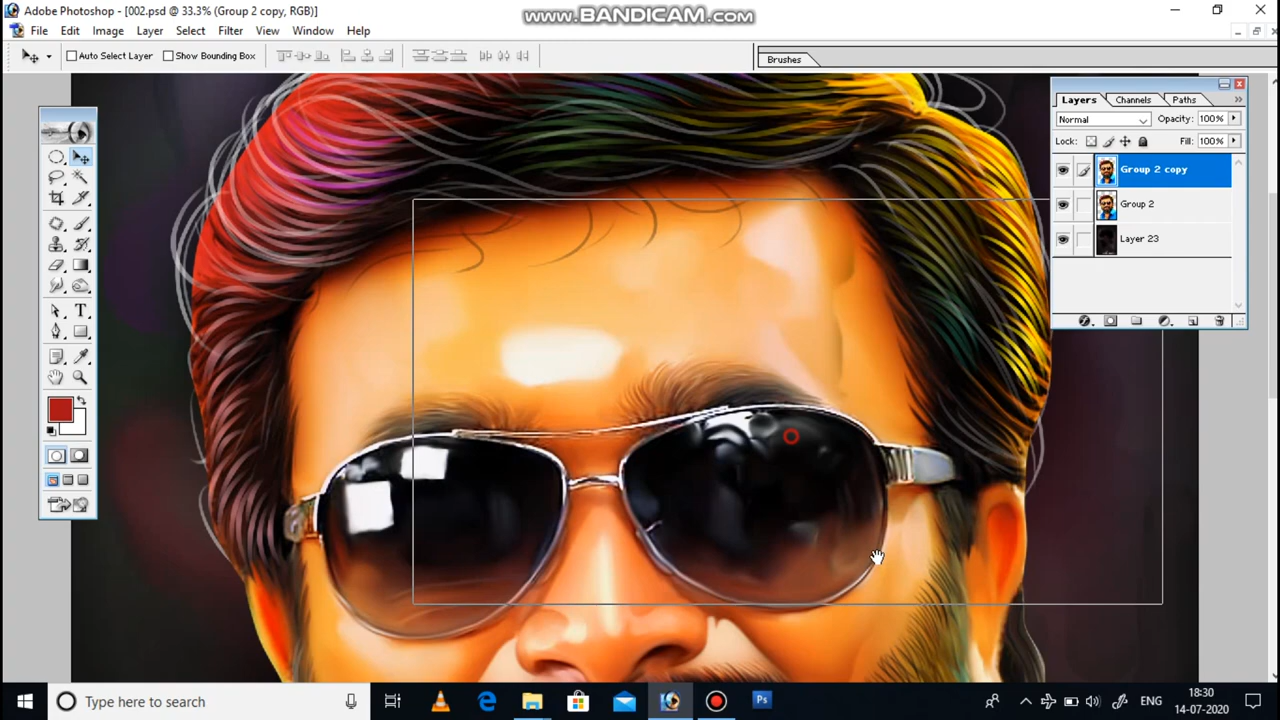 Adobe Photoshop - [002.psd @ 33.3% (Group 2 copy, RGB)]
www.BANDICAM.com
File Edit Image Layer Select Filter View Window Help
Auto Select Layer Show Bounding Box
Brushes
Layers Channels Paths
Normal Opacity: 100%
Lock: Fill: 100%
Group 2 copy
Group 2
Layer 23
Type here to search
Ps
ENG
18:30
14-07-2020